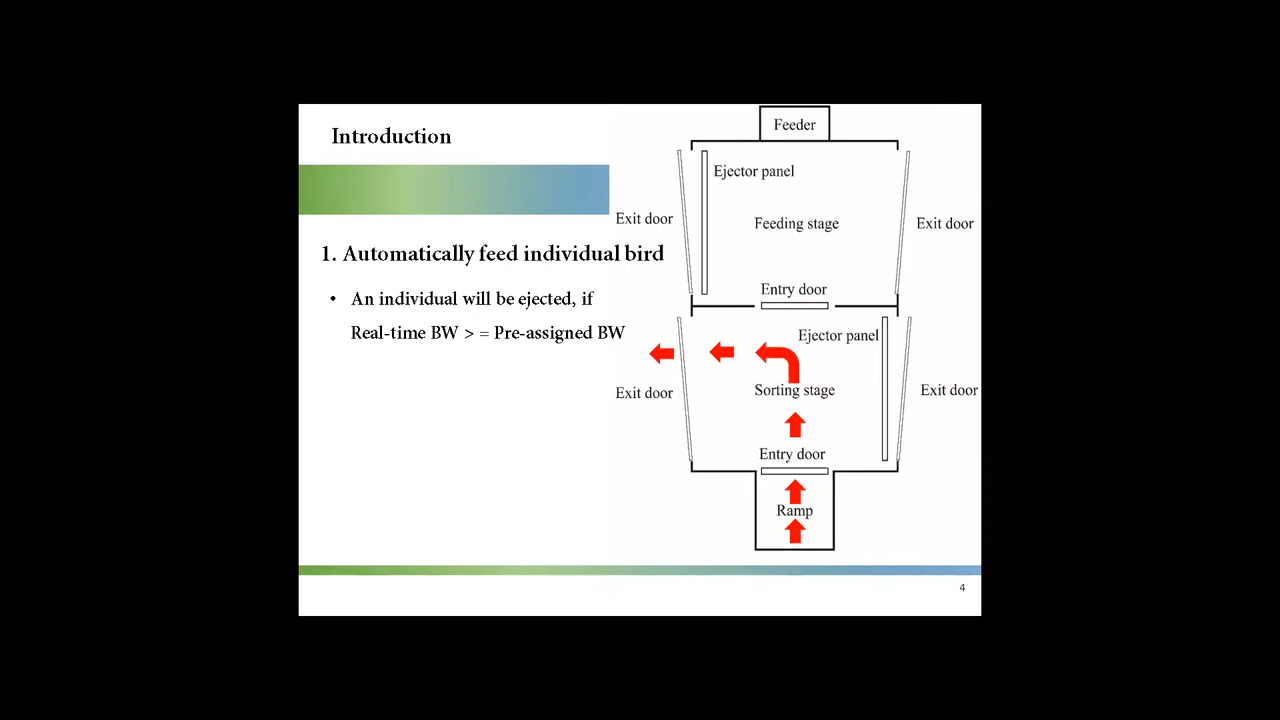 Introduction
1. Automatically feed individual bird
• An individual will be ejected, if
Real-time BW > = Pre-assigned BW
Feeder
Ejector panel
Exit door
Feeding stage
Exit door
Entry door
Ejector panel
Exit door
Sorting stage
Exit door
Entry door
Ramp
4